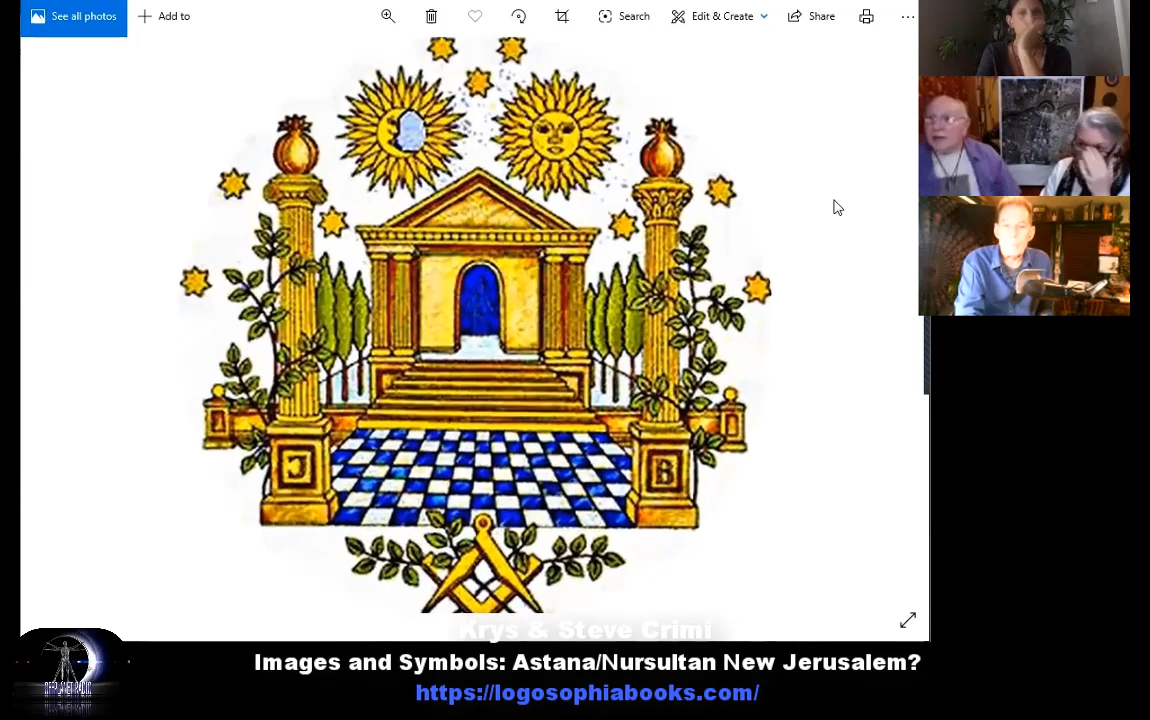 See all photos
Add to
Search
Edit & Create
Share
J
B
Krys & Steve Crimi
Images and Symbols: Astana/Nursultan New Jerusalem?
https://logosophiabooks.com/